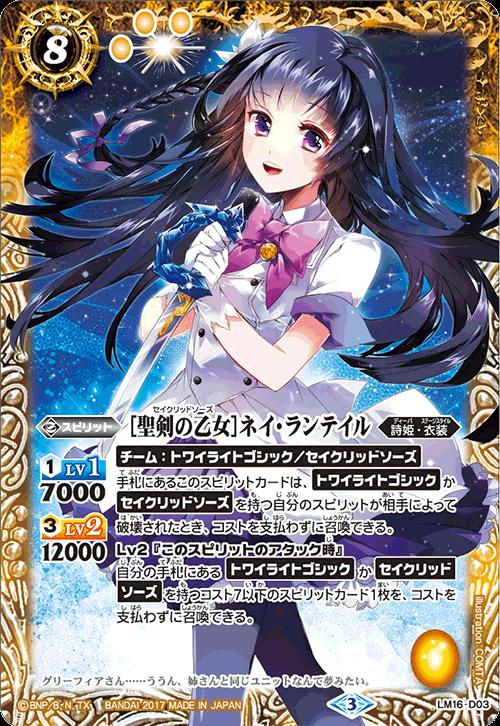 8
スピリット
セイクリッドソーズ
[聖剣の乙女]ネイ・ランテイル
ディーバ ステージスタイル
詩姫・衣装
1 LV1
7000
3 LV2
12000
チーム：トワイライトゴシック/セイクリッドソーズ
手札にあるこのスピリットカードは、トワイライトゴシックか
セイクリッドソーズを持つ自分のスピリットが相手によって
破壊されたとき、コストを支払わずに召喚できる。
Lv2『このスピリットのアタック時』
自分の手札にあるトワイライトゴシックかセイクリッド
ソーズを持つコスト7以下のスピリットカード1枚を、コストを
支払わずに召喚できる。
グリーフィアさん……ううん、姉さんと同じユニットなんて夢みたい。
illustration:COMTA
©BNP, B・N, TX BANDAI 2017 MADE IN JAPAN
3
LM16-D03